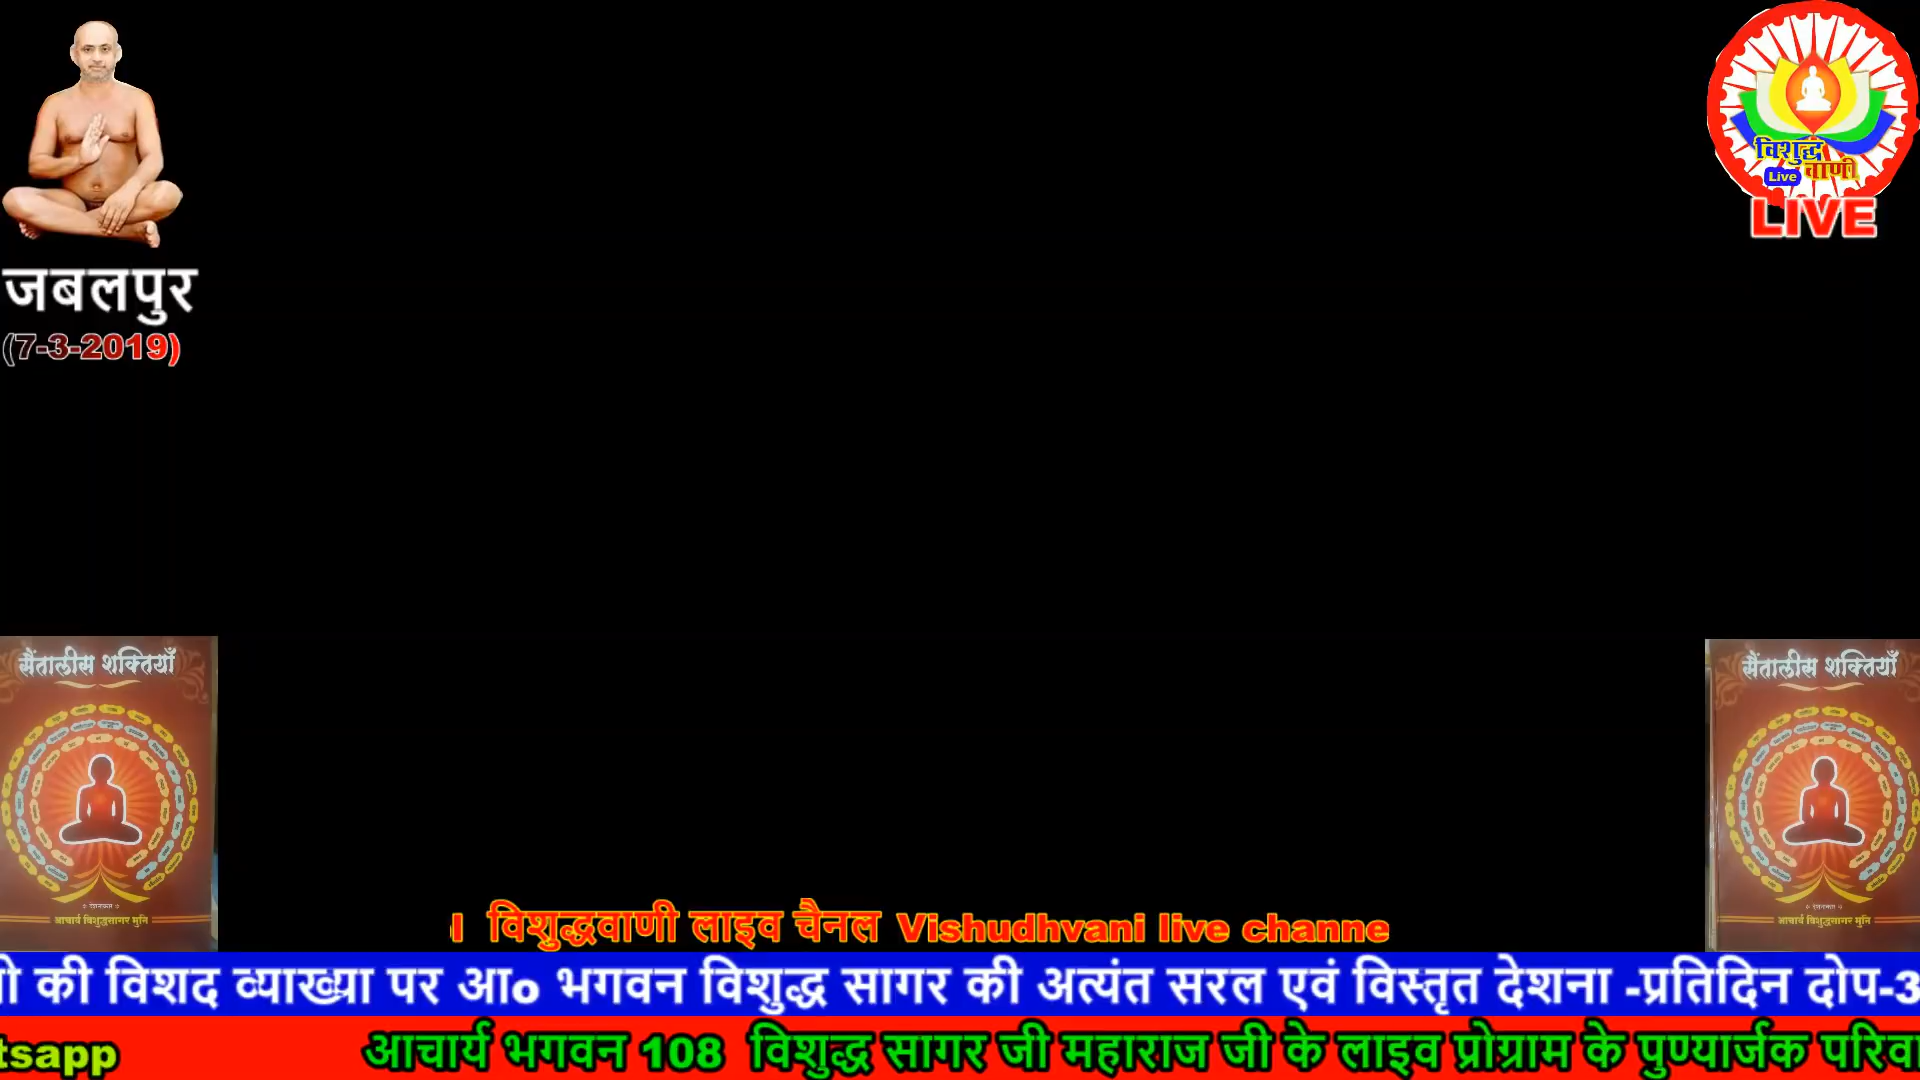 विशुद्ध
वाणी
Live
LIVE
जबलपुर
(7-3-2019)
सैंतालीस शक्तियाँ
आचार्य विशुद्धसागर मुनि
सैंतालीस शक्तियाँ
आचार्य विशुद्धसागर मुनि
विशुद्धवाणी लाइव चैनल Vishudhvani live channe
की विशद व्याख्या पर आ० भगवन विशुद्ध सागर की अत्यंत सरल एवं विस्तृत देशना -प्रतिदिन दोप-3
tsapp आचार्य भगवन 108 विशुद्ध सागर जी महाराज जी के लाइव प्रोग्राम के पुण्यार्जक परिवा